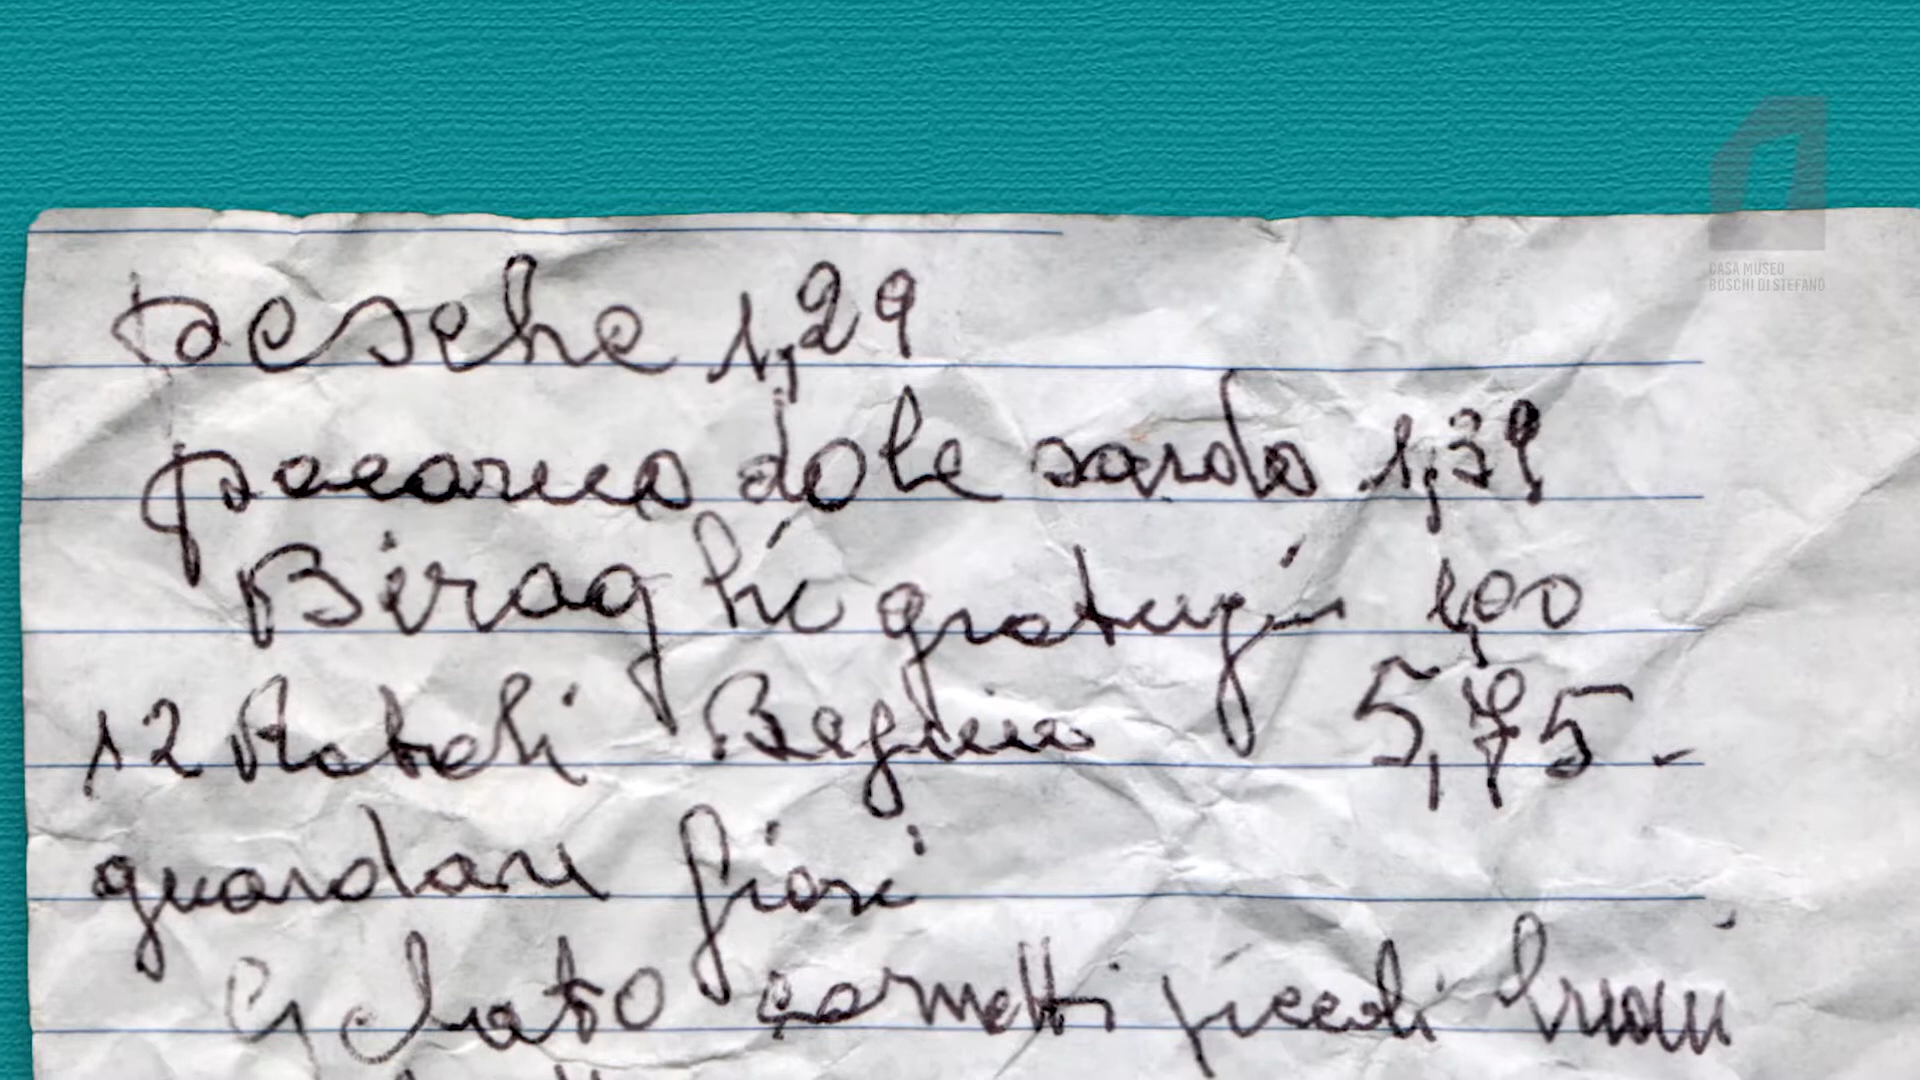 CASA MUSEO
BOSCHI DI STEFANO
pesche 1,29
pecorino dolce sardo 1,39
Biraghi gratugi 1,00
12 Rotoli Regina 5,75-
guardare fiori
Gelato cornetti piccoli buoni